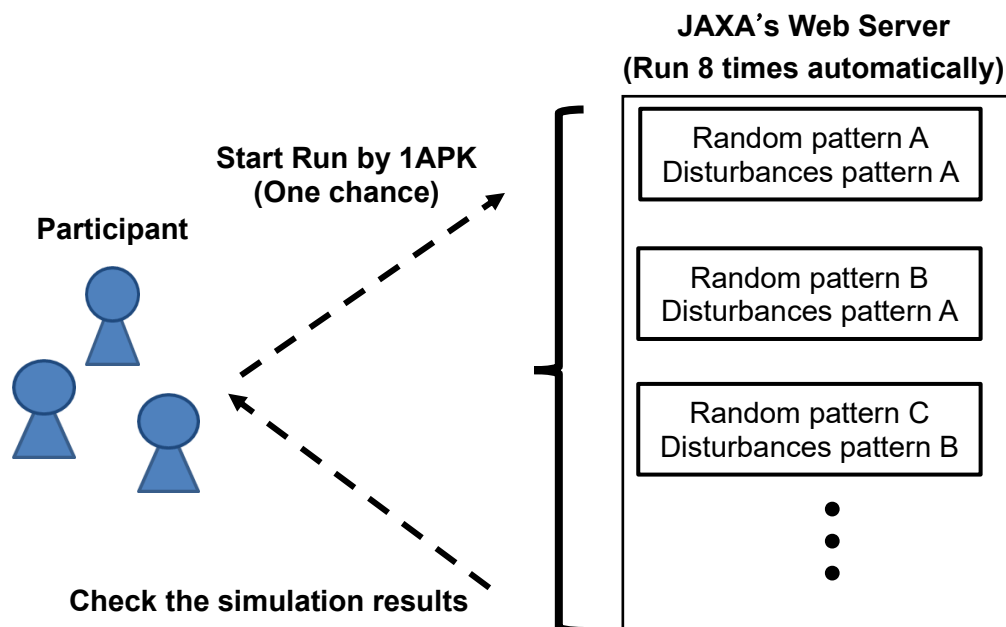 JAXA’s Web Server
(Run 8 times automatically)
Random pattern A
Disturbances pattern A
Start Run by 1APK
(One chance)
Participant
Random pattern B
Disturbances pattern A
Random pattern C
Disturbances pattern B
Check the simulation results